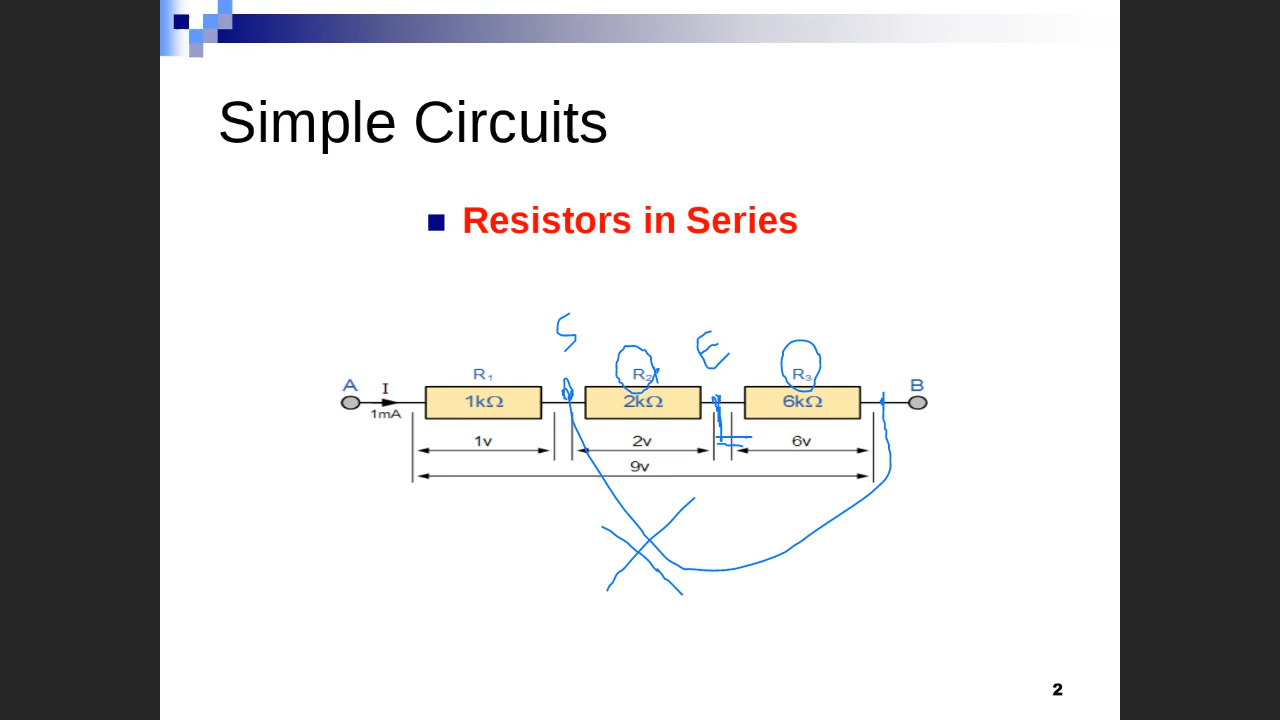 Simple Circuits
Resistors in Series
S
E
R₁ R₂ R₃
A I B
1kΩ 2kΩ 6kΩ
1mA
1v 2v 6v
9v
2